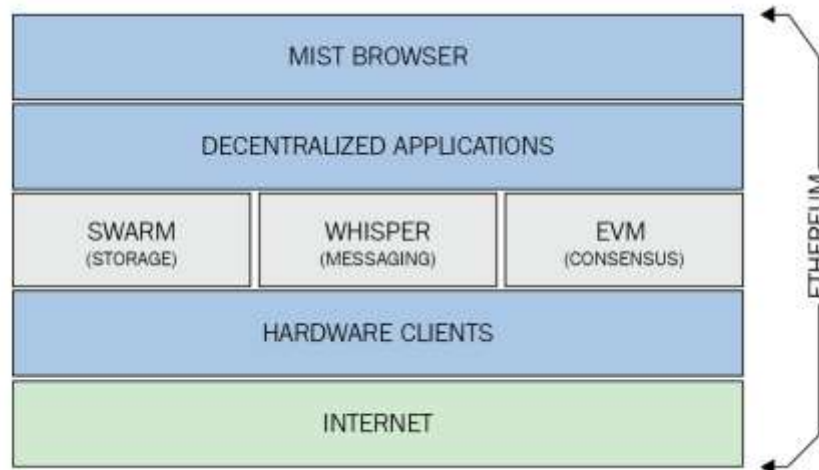 MIST BROWSER
DECENTRALIZED APPLICATIONS
SWARM
(STORAGE)
WHISPER
(MESSAGING)
EVM
(CONSENSUS)
HARDWARE CLIENTS
INTERNET
ETHEREUM